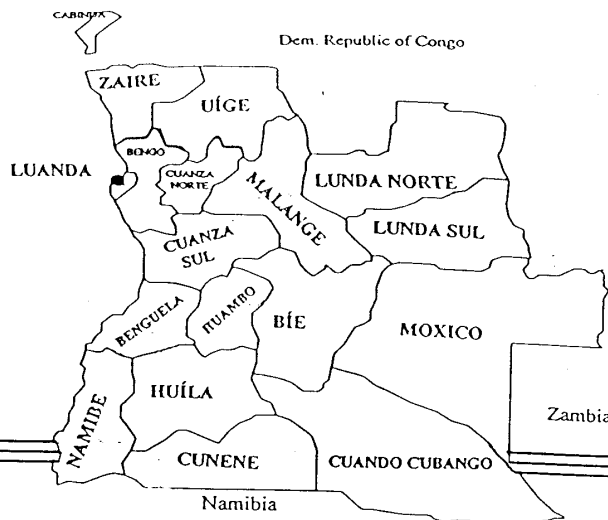 CABINDA
Dem. Republic of Congo
ZAIRE
UÍGE
BENGO
LUANDA
CUANZA
NORTE
MALANGE
LUNDA NORTE
LUNDA SUL
CUANZA
SUL
BENGUELA
HUAMBO
BÍE
MOXICO
HUÍLA
NAMIBE
Zambia
CUNENE
CUANDO CUBANGO
Namibia